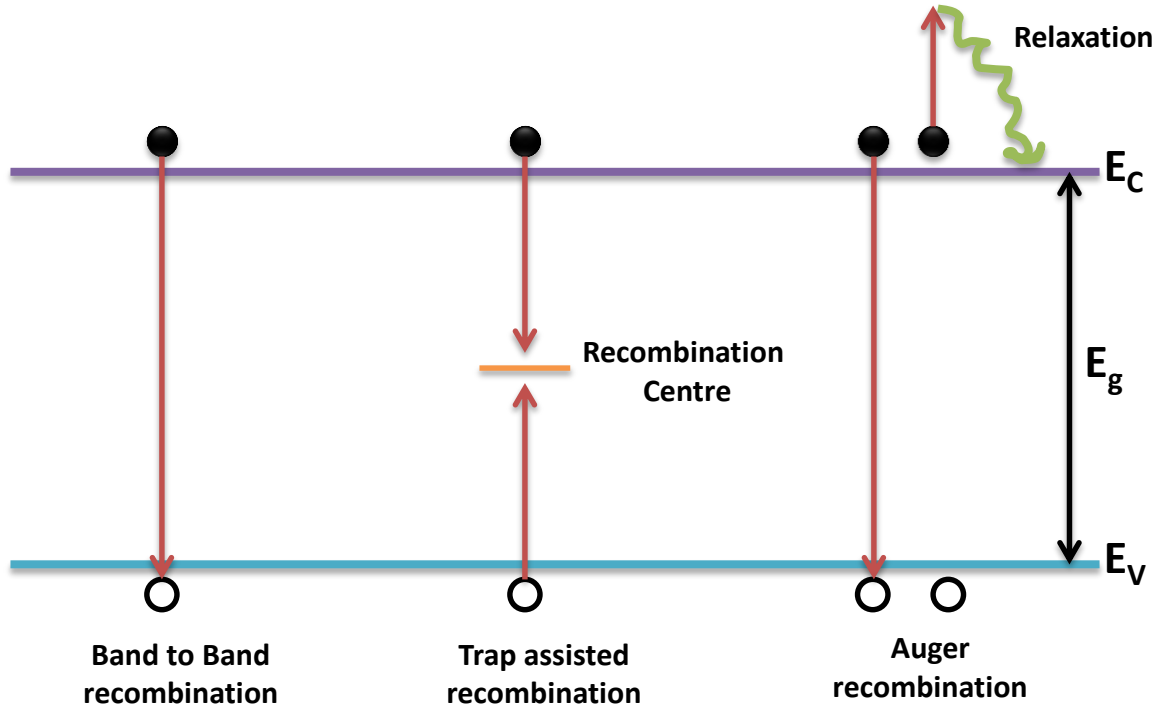 Relaxation
E_C
Recombination
Centre
E_g
E_V
Band to Band
recombination
Trap assisted
recombination
Auger
recombination